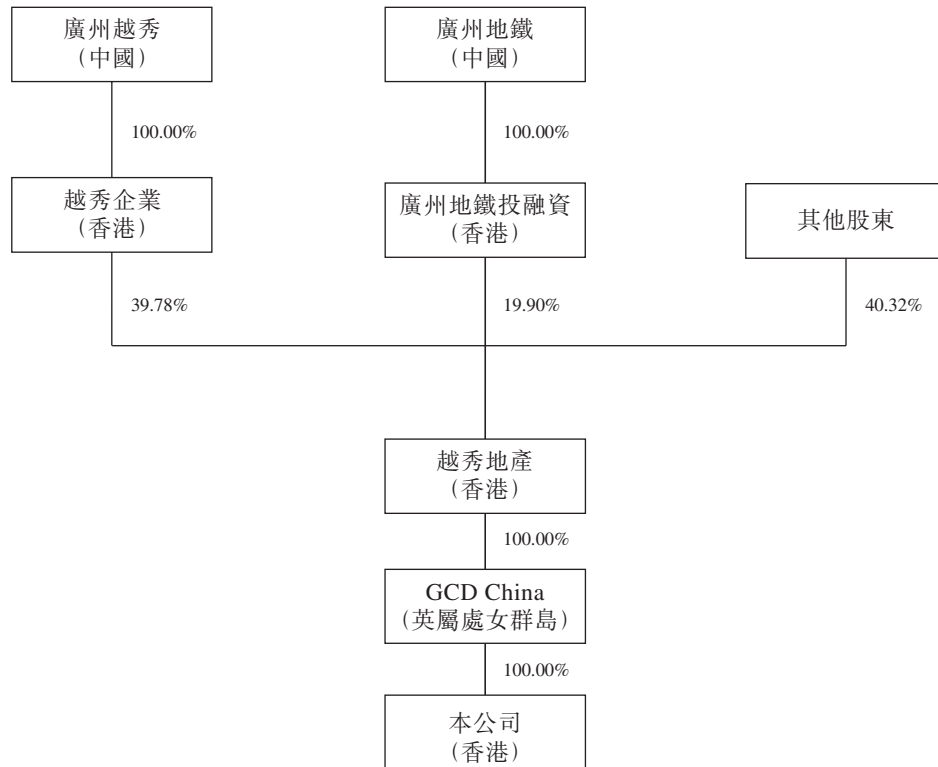 廣州越秀
（中國）
廣州地鐵
（中國）
100.00%
100.00%
越秀企業
（香港）
廣州地鐵投融資
（香港）
其他股東
39.78%
19.90%
40.32%
越秀地產
（香港）
100.00%
GCD China
（英屬處女群島）
100.00%
本公司
（香港）